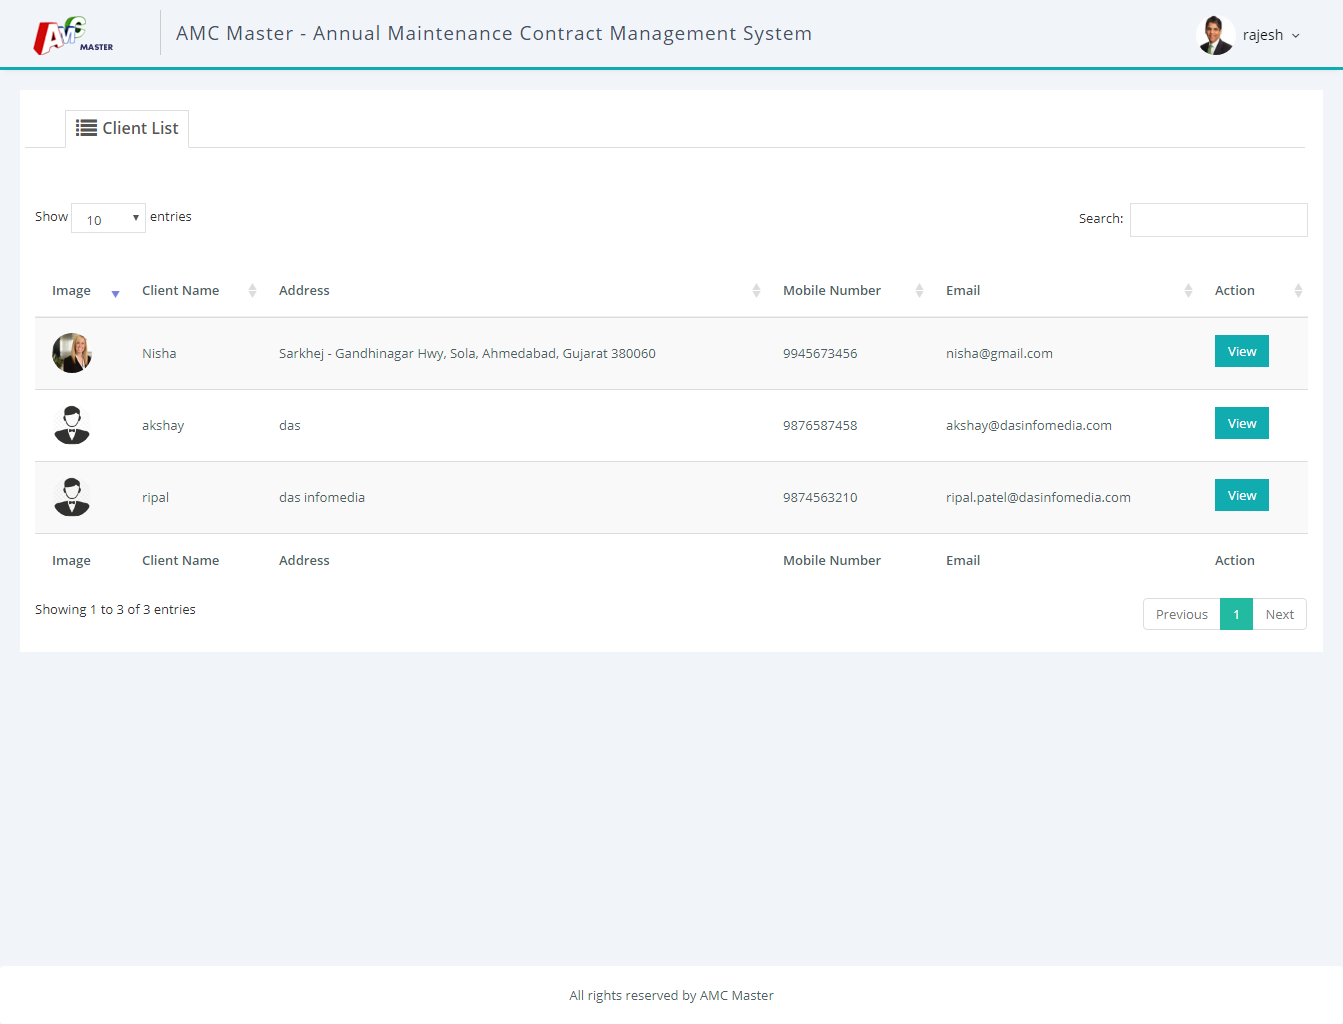 AMC MASTER
AMC Master - Annual Maintenance Contract Management System
rajesh
Client List
Show 10 entries
Search:
Image Client Name Address Mobile Number Email Action
Nisha Sarkhej - Gandhinagar Hwy, Sola, Ahmedabad, Gujarat 380060 9945673456 nisha@gmail.com View
akshay das 9876587458 akshay@dasinfomedia.com View
ripal das infomedia 9874563210 ripal.patel@dasinfomedia.com View
Image Client Name Address Mobile Number Email Action
Showing 1 to 3 of 3 entries
Previous 1 Next
All rights reserved by AMC Master